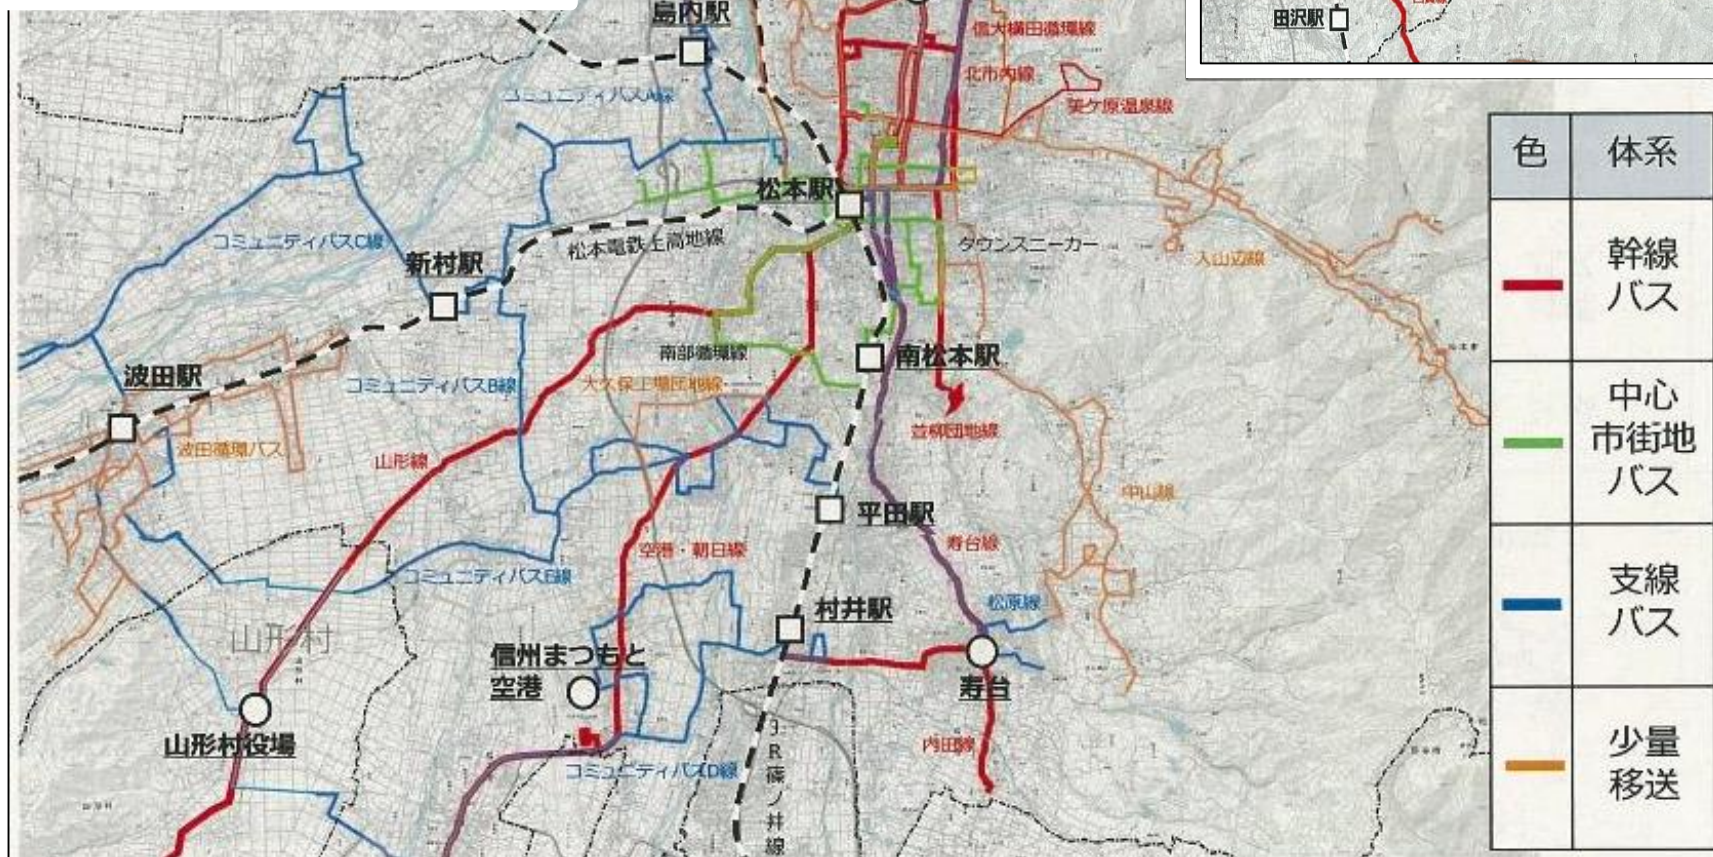 島内駅
田沢駅
信大横田循環線
北市内線
美ケ原温泉線
コミュニティバスA線
松本駅
コミュニティバスC線
松本電鉄上高地線
新村駅
タウンスニーカー
入山辺線
南部循環線
南松本駅
波田駅
コミュニティバスB線
大久保工場団地線
並柳団地線
波田循環バス
山形線
中山線
平田駅
空港・朝日線
寿台線
コミュニティバスE線
松原線
村井駅
山形村
信州まつもと
空港
寿台
山形村役場
内田線
コミュニティバスD線
JR篠ノ井線
色
体系
幹線
バス
中心
市街地
バス
支線
バス
少量
移送